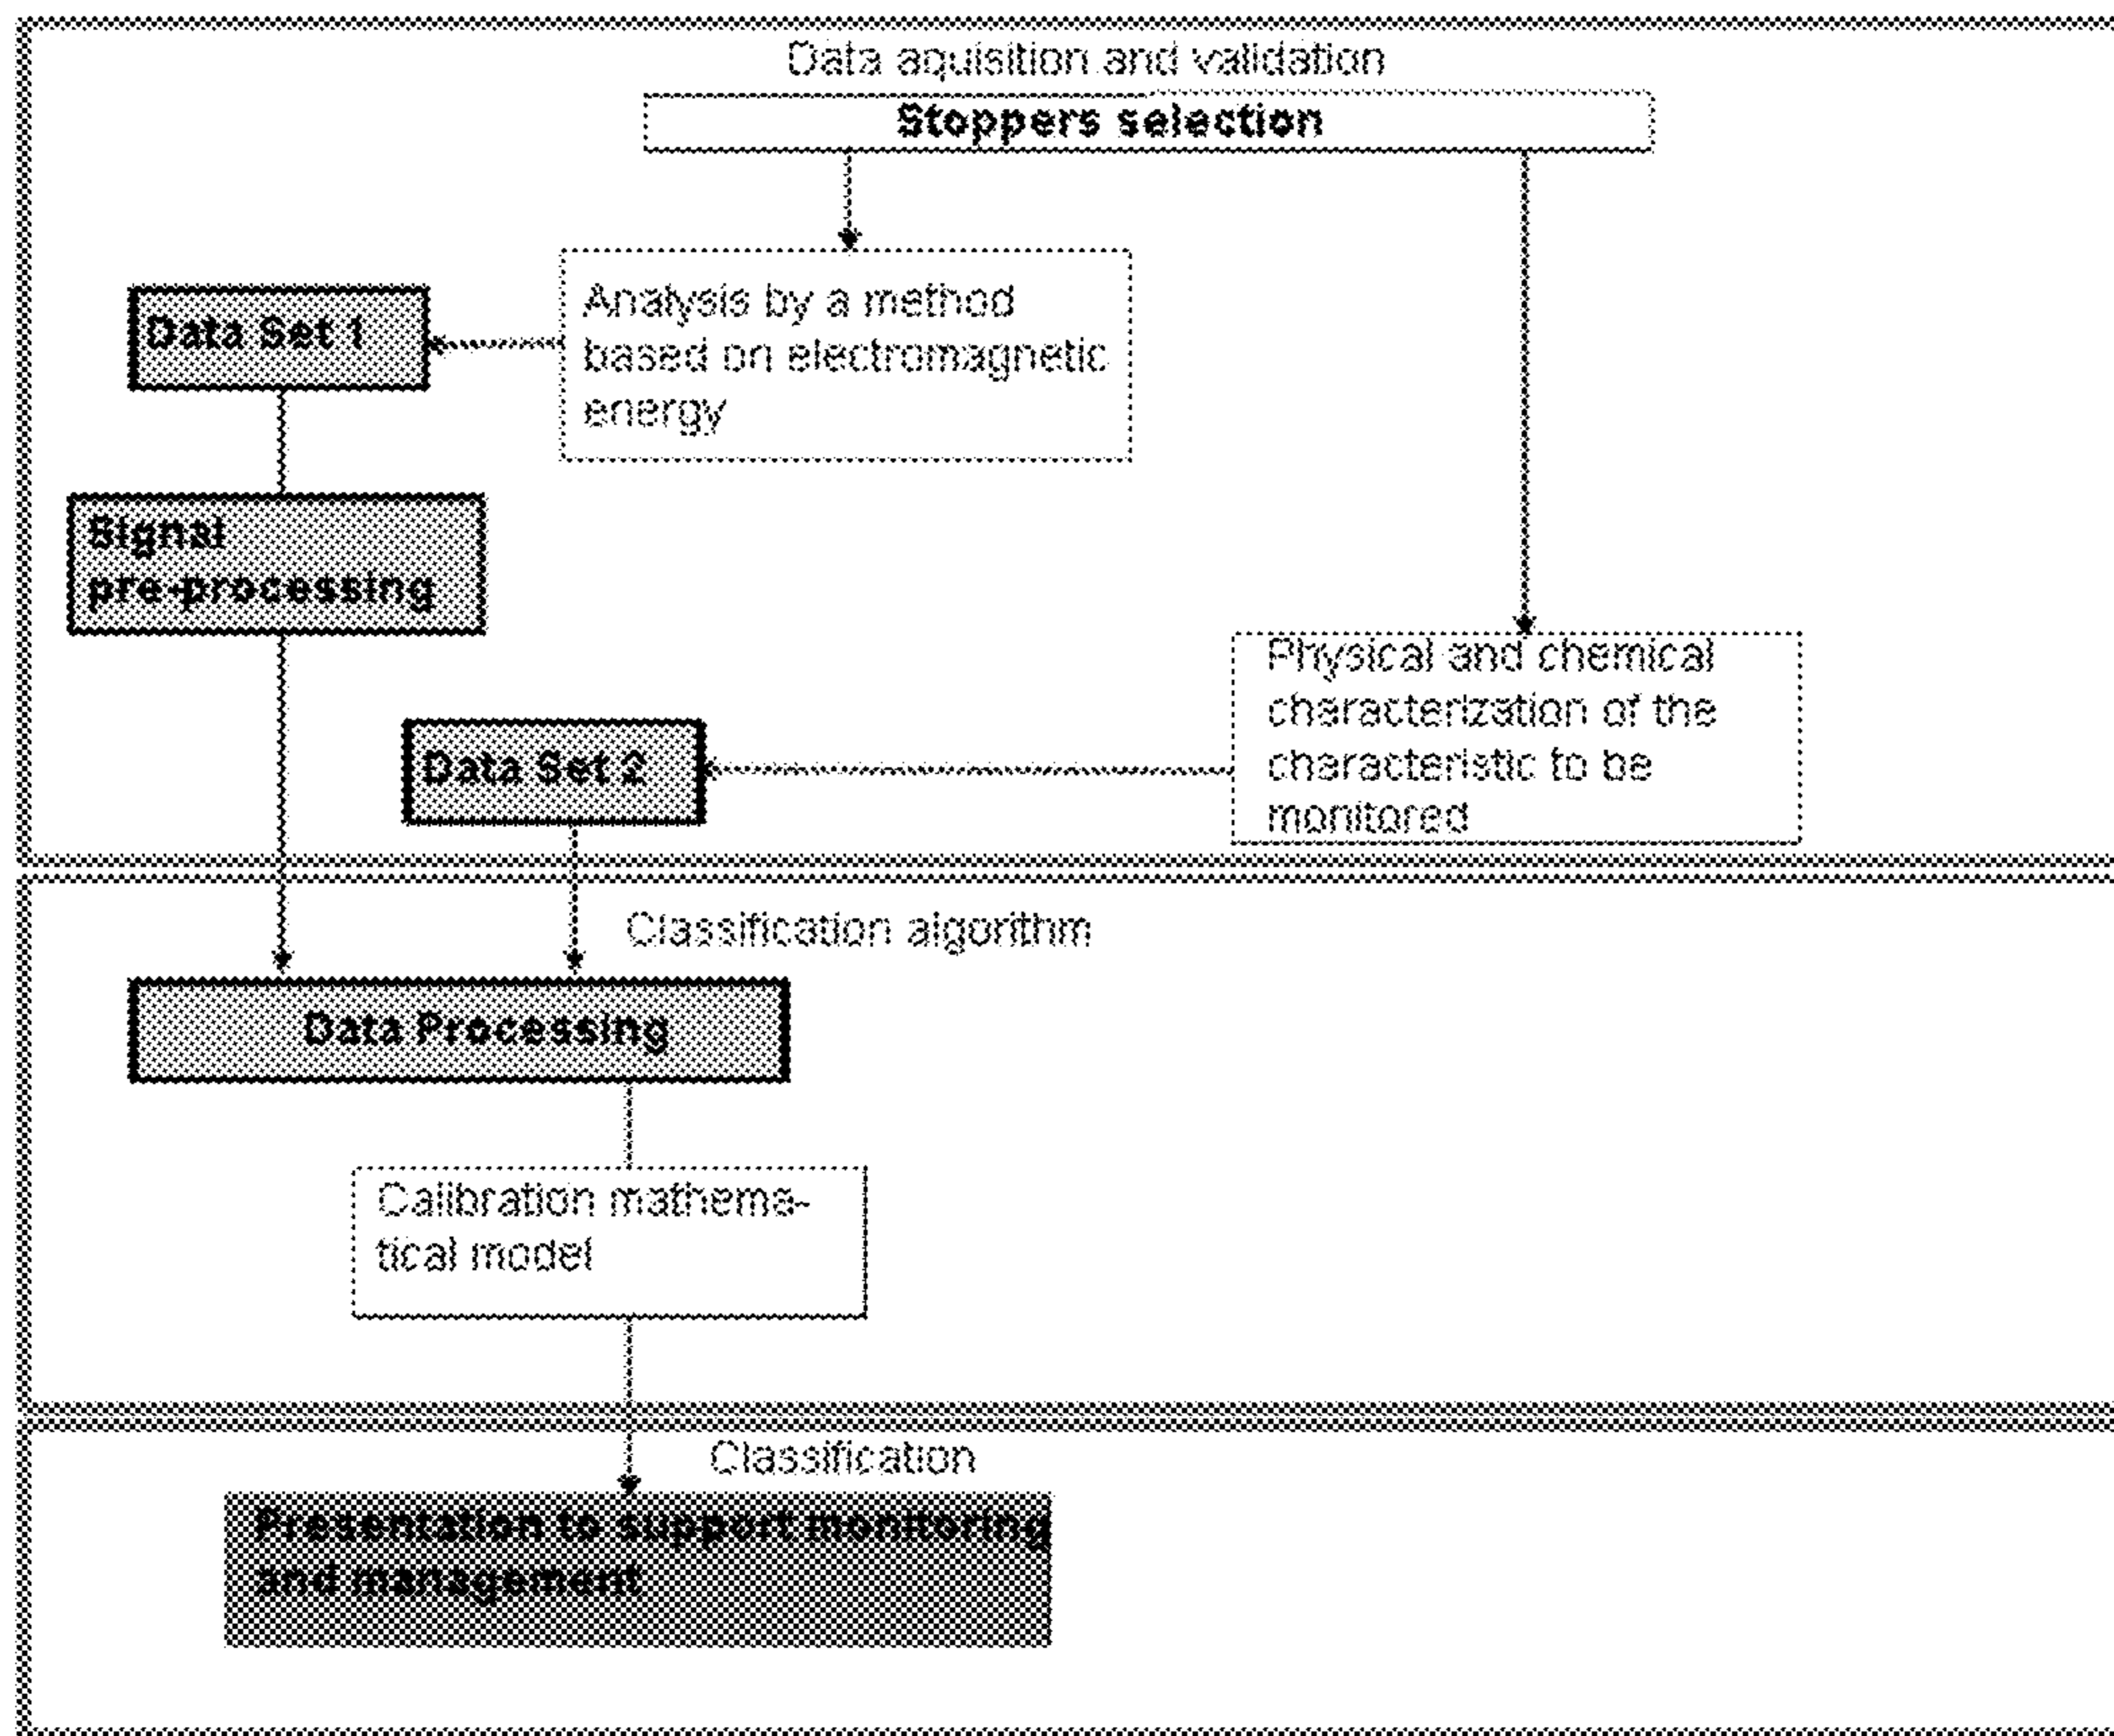 Data aquisition and validation
Stoppers selection
Analysis by a method
based on electromagnetic
energy
Data Set 1
Signal
pre-processing
Physical and chemical
characterization of the
characteristic to be
monitored
Data Set 2
Classification algorithm
Data Processing
Calibration mathema-
tical model
Classification
Presentation to support monitoring
and management